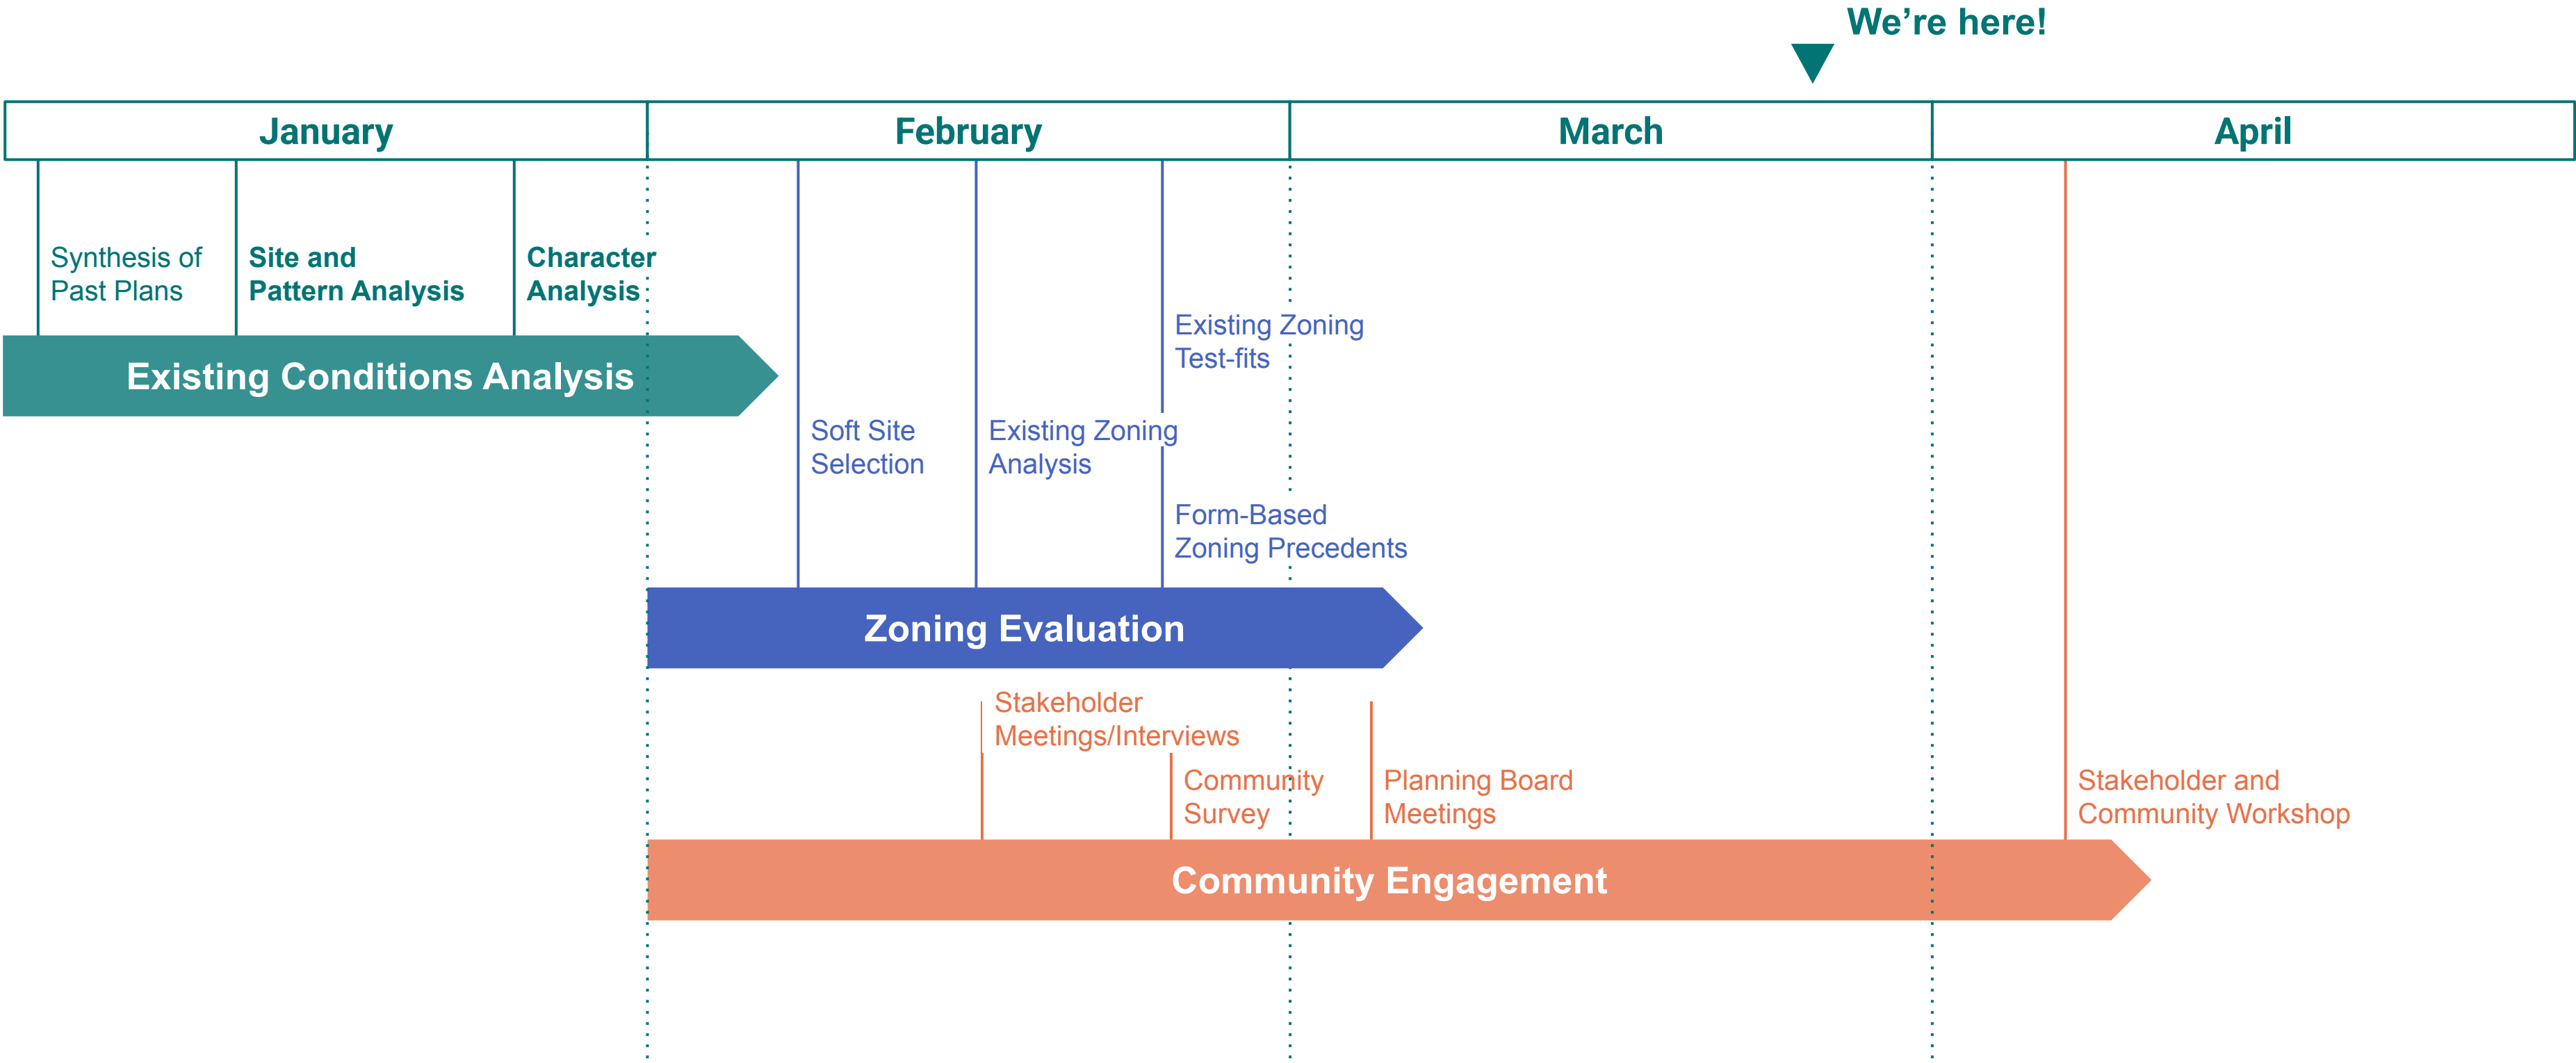 We’re here!
January
February
March
April
Synthesis of
Past Plans
Site and
Pattern Analysis
Character
Analysis
Existing Conditions Analysis
Existing Zoning
Test-fits
Soft Site
Selection
Existing Zoning
Analysis
Form-Based
Zoning Precedents
Zoning Evaluation
Stakeholder
Meetings/Interviews
Community
Survey
Planning Board
Meetings
Stakeholder and
Community Workshop
Community Engagement